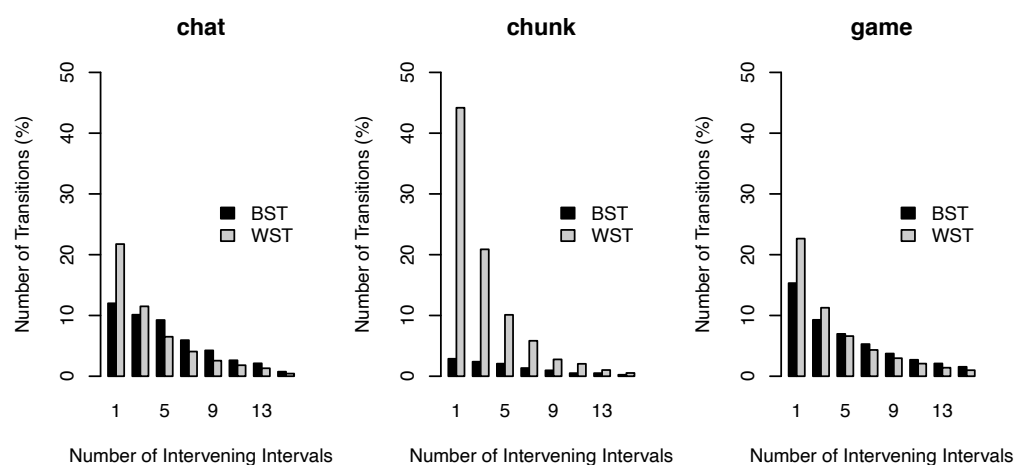 chat
chunk
game
Number of Transitions (%)
0
10
20
30
40
50
BST
WST
1
5
9
13
Number of Intervening Intervals
Number of Transitions (%)
0
10
20
30
40
50
BST
WST
1
5
9
13
Number of Intervening Intervals
Number of Transitions (%)
0
10
20
30
40
50
BST
WST
1
5
9
13
Number of Intervening Intervals